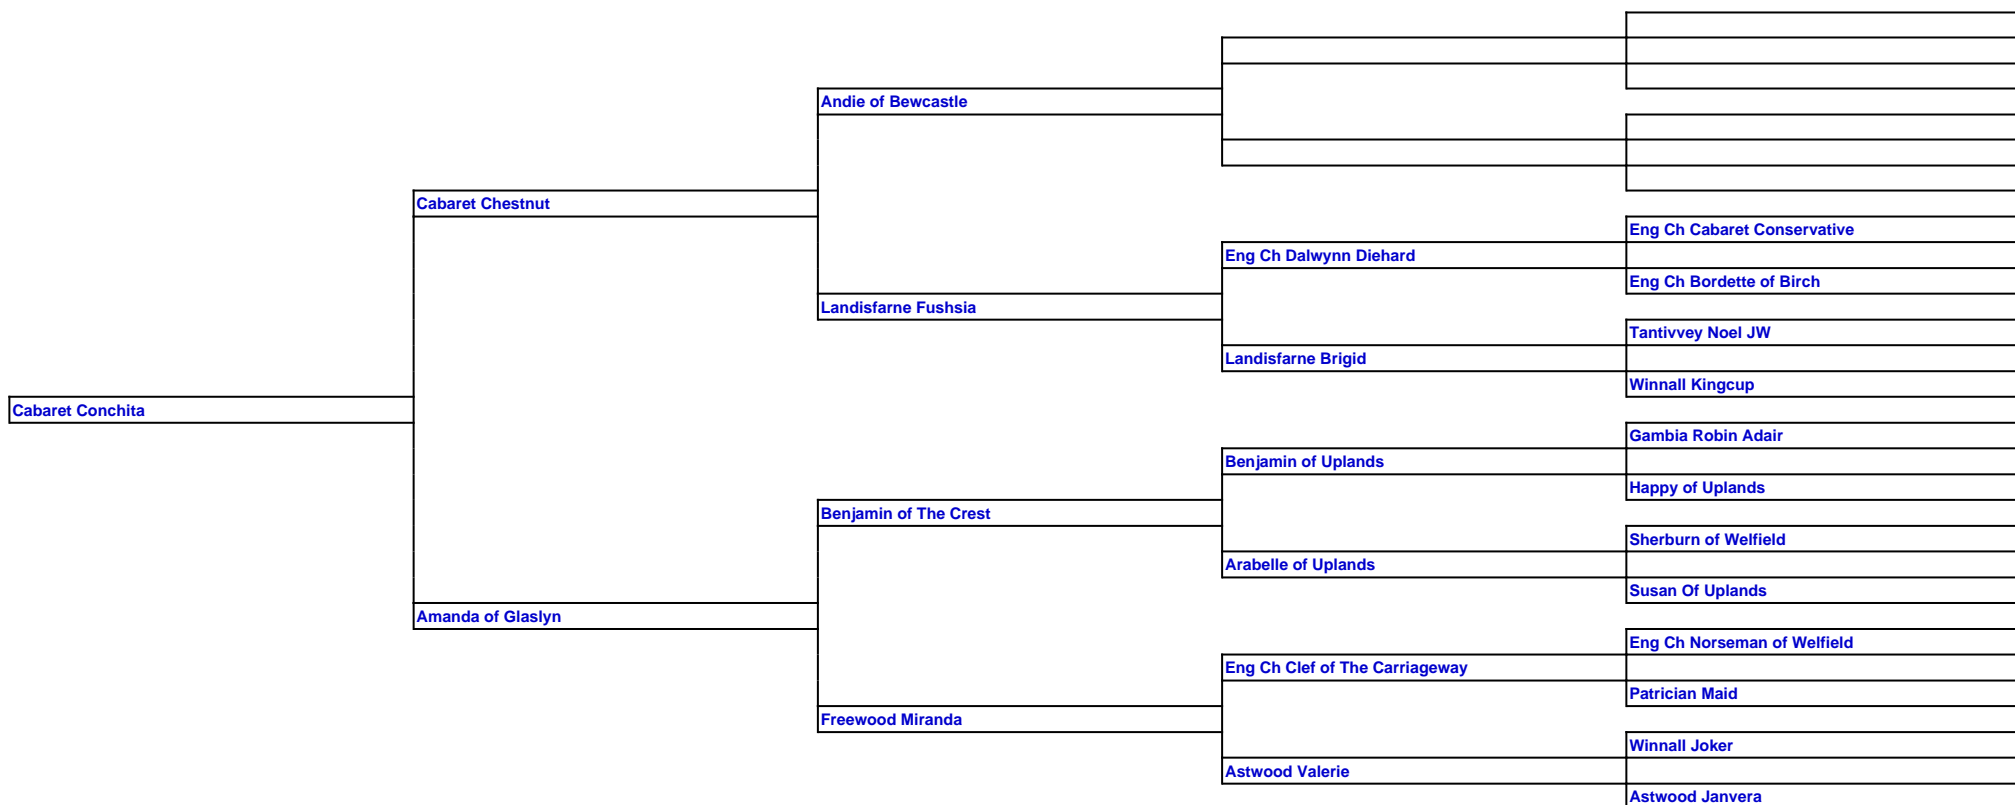 Andie of Bewcastle
Cabaret Chestnut
Eng Ch Cabaret Conservative
Eng Ch Dalwynn Diehard
Eng Ch Bordette of Birch
Landisfarne Fushsia
Tantivvey Noel JW
Landisfarne Brigid
Winnall Kingcup
Cabaret Conchita
Gambia Robin Adair
Benjamin of Uplands
Happy of Uplands
Benjamin of The Crest
Sherburn of Welfield
Arabelle of Uplands
Susan Of Uplands
Amanda of Glaslyn
Eng Ch Norseman of Welfield
Eng Ch Clef of The Carriageway
Patrician Maid
Freewood Miranda
Winnall Joker
Astwood Valerie
Astwood Janvera